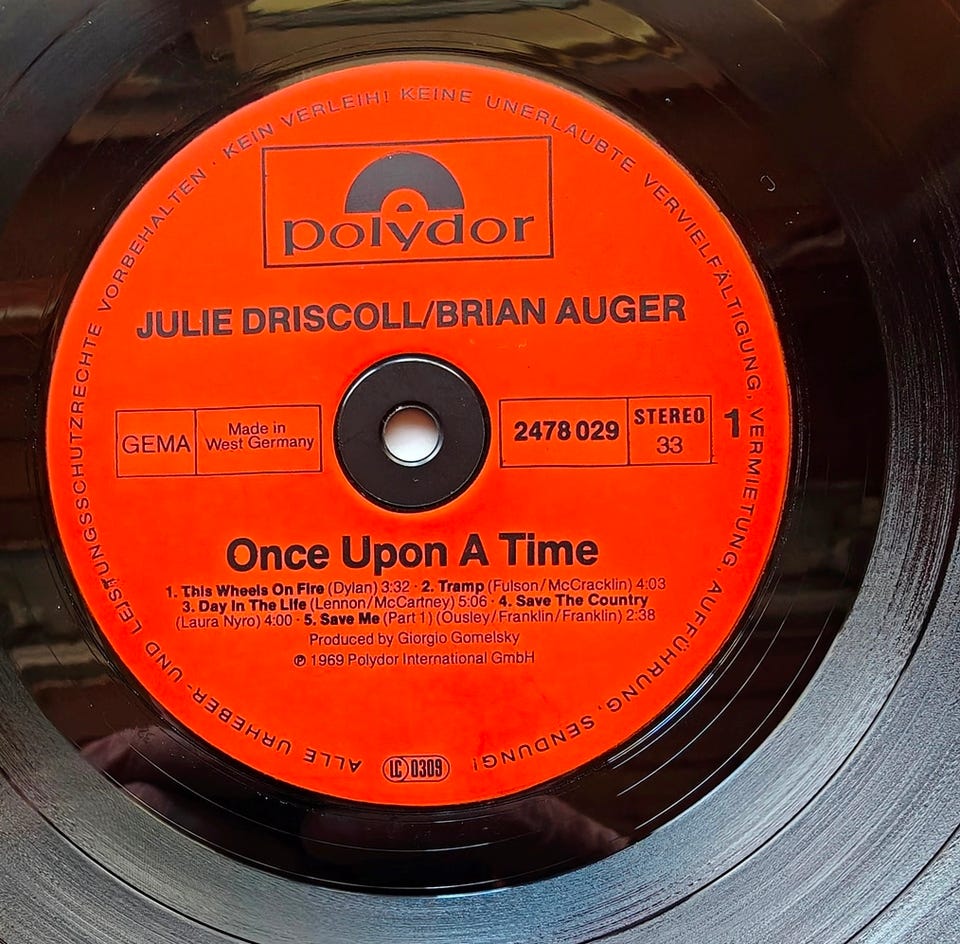 ALLE URHEBER- UND LEISTUNGSSCHUTZRECHTE VORBEHALTEN · KEIN VERLEIH! KEINE UNERLAUBTE VERVIELFÄLTIGUNG, VERMIETUNG, AUFFÜHRUNG, SENDUNG!
polydor
JULIE DRISCOLL/BRIAN AUGER
GEMA
Made in
West Germany
2478 029
STEREO
33
1
Once Upon A Time
1. This Wheels On Fire (Dylan) 3:32 · 2. Tramp (Fulson/McCracklin) 4:03
3. Day In The Life (Lennon/McCartney) 5:06 · 4. Save The Country
(Laura Nyro) 4:00 · 5. Save Me (Part 1) (Ousley/Franklin/Franklin) 2:38
Produced by Giorgio Gomelsky
℗ 1969 Polydor International GmbH
LC 0309